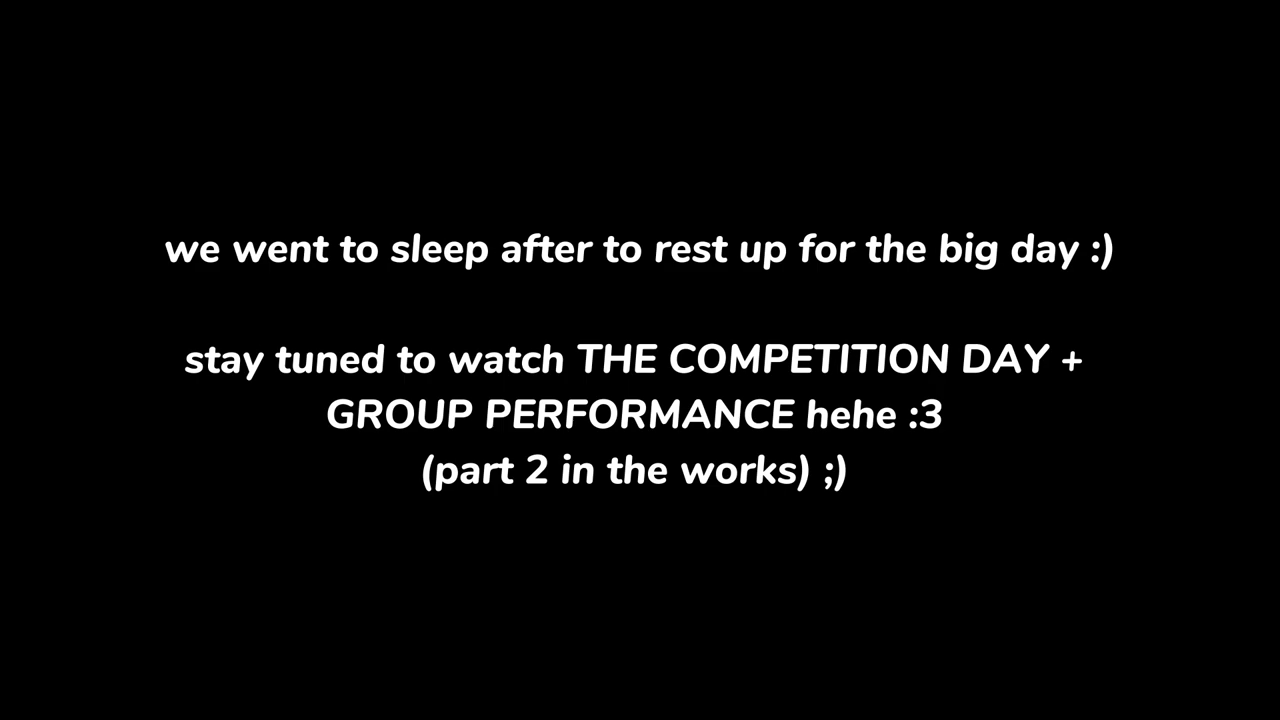 we went to sleep after to rest up for the big day :)
stay tuned to watch THE COMPETITION DAY +
GROUP PERFORMANCE hehe :3
(part 2 in the works) ;)